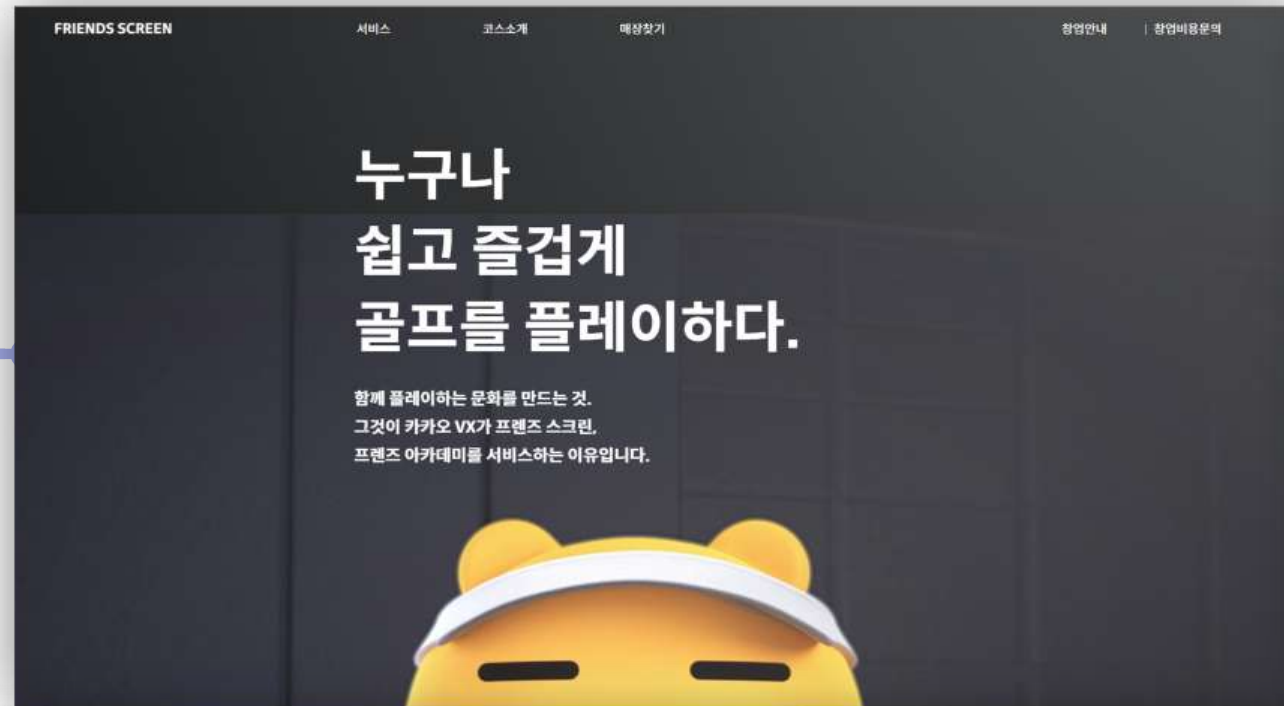 FRIENDS SCREEN 서비스 코스소개 매장찾기 창업안내 | 창업비용문의
누구나
쉽고 즐겁게
골프를 플레이하다.
함께 플레이하는 문화를 만드는 것.
그것이 카카오 VX가 프렌즈 스크린,
프렌즈 아카데미를 서비스하는 이유입니다.